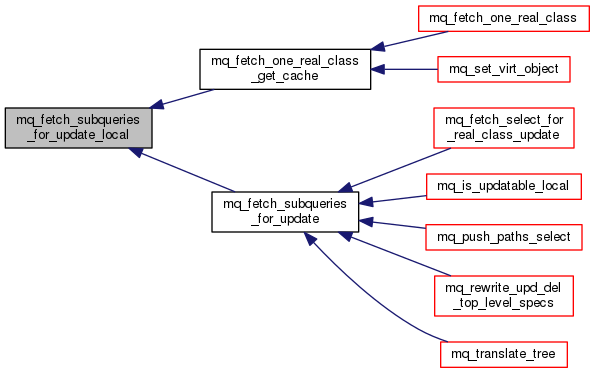 mq_fetch_one_real_class
mq_fetch_one_real_class
_get_cache
mq_set_virt_object
mq_fetch_subqueries
_for_update_local
mq_fetch_select_for
_real_class_update
mq_is_updatable_local
mq_fetch_subqueries
_for_update
mq_push_paths_select
mq_rewrite_upd_del
_top_level_specs
mq_translate_tree